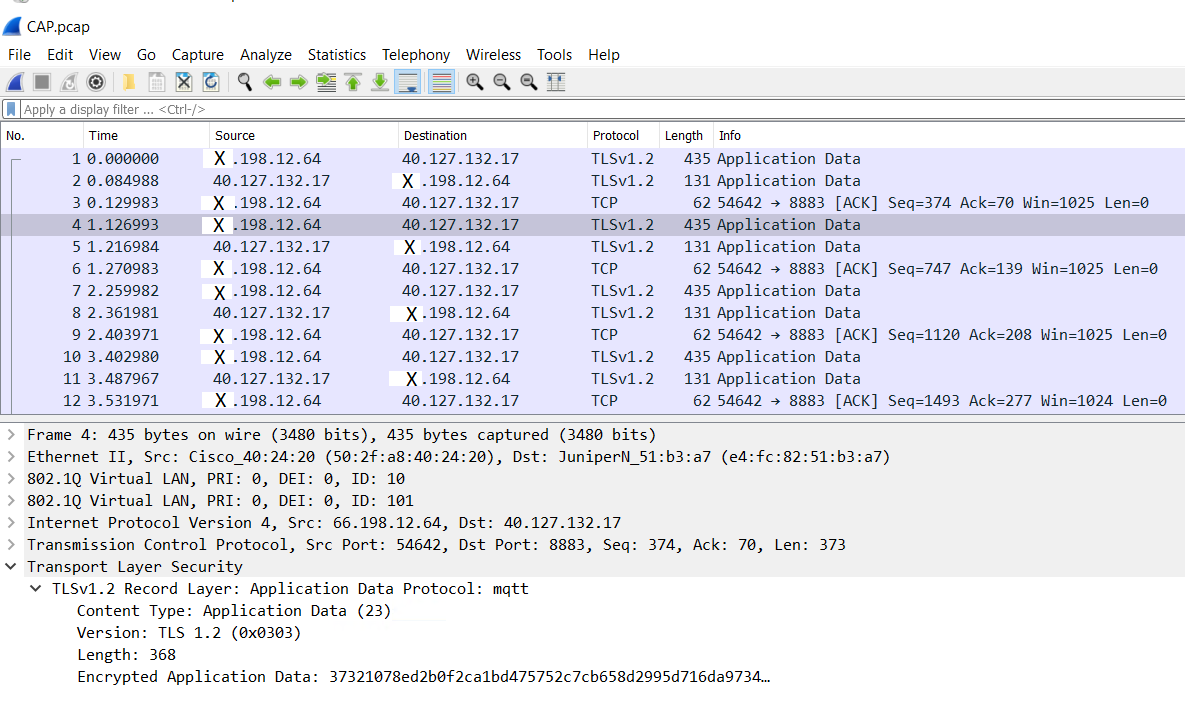 CAP.pcap
File Edit View Go Capture Analyze Statistics Telephony Wireless Tools Help
Apply a display filter ... <Ctrl-/>
No. Time Source Destination Protocol Length Info
1 0.000000 X .198.12.64 40.127.132.17 TLSv1.2 435 Application Data
2 0.084988 40.127.132.17 X .198.12.64 TLSv1.2 131 Application Data
3 0.129983 X .198.12.64 40.127.132.17 TCP 62 54642 → 8883 [ACK] Seq=374 Ack=70 Win=1025 Len=0
4 1.126993 X .198.12.64 40.127.132.17 TLSv1.2 435 Application Data
5 1.216984 40.127.132.17 X .198.12.64 TLSv1.2 131 Application Data
6 1.270983 X .198.12.64 40.127.132.17 TCP 62 54642 → 8883 [ACK] Seq=747 Ack=139 Win=1025 Len=0
7 2.259982 X .198.12.64 40.127.132.17 TLSv1.2 435 Application Data
8 2.361981 40.127.132.17 X .198.12.64 TLSv1.2 131 Application Data
9 2.403971 X .198.12.64 40.127.132.17 TCP 62 54642 → 8883 [ACK] Seq=1120 Ack=208 Win=1025 Len=0
10 3.402980 X .198.12.64 40.127.132.17 TLSv1.2 435 Application Data
11 3.487967 40.127.132.17 X .198.12.64 TLSv1.2 131 Application Data
12 3.531971 X .198.12.64 40.127.132.17 TCP 62 54642 → 8883 [ACK] Seq=1493 Ack=277 Win=1024 Len=0
Frame 4: 435 bytes on wire (3480 bits), 435 bytes captured (3480 bits)
Ethernet II, Src: Cisco_40:24:20 (50:2f:a8:40:24:20), Dst: JuniperN_51:b3:a7 (e4:fc:82:51:b3:a7)
802.1Q Virtual LAN, PRI: 0, DEI: 0, ID: 10
802.1Q Virtual LAN, PRI: 0, DEI: 0, ID: 101
Internet Protocol Version 4, Src: 66.198.12.64, Dst: 40.127.132.17
Transmission Control Protocol, Src Port: 54642, Dst Port: 8883, Seq: 374, Ack: 70, Len: 373
Transport Layer Security
TLSv1.2 Record Layer: Application Data Protocol: mqtt
Content Type: Application Data (23)
Version: TLS 1.2 (0x0303)
Length: 368
Encrypted Application Data: 37321078ed2b0f2ca1bd475752c7cb658d2995d716da9734…